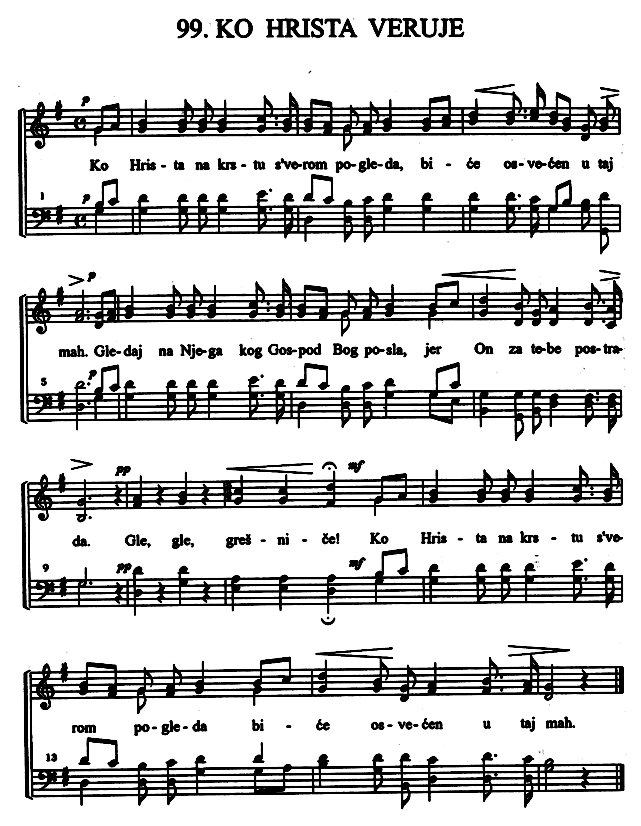 99. KO HRISTA VERUJE
p
Ko Hris - ta na krs - tu s've - rom po - gle - da, bi - će os - ve - ćen u taj
1
p
p
mah. Gle - daj na Nje - ga kog Gos - pod Bog po - sla, jer On za te - be pos - tra -
5
p
pp mf
da. Gle, gle, greš - ni - če! Ko Hris - ta na krs - tu s've -
9
pp mf
rom po - gle - da bi - će os - ve - ćen u taj mah.
13